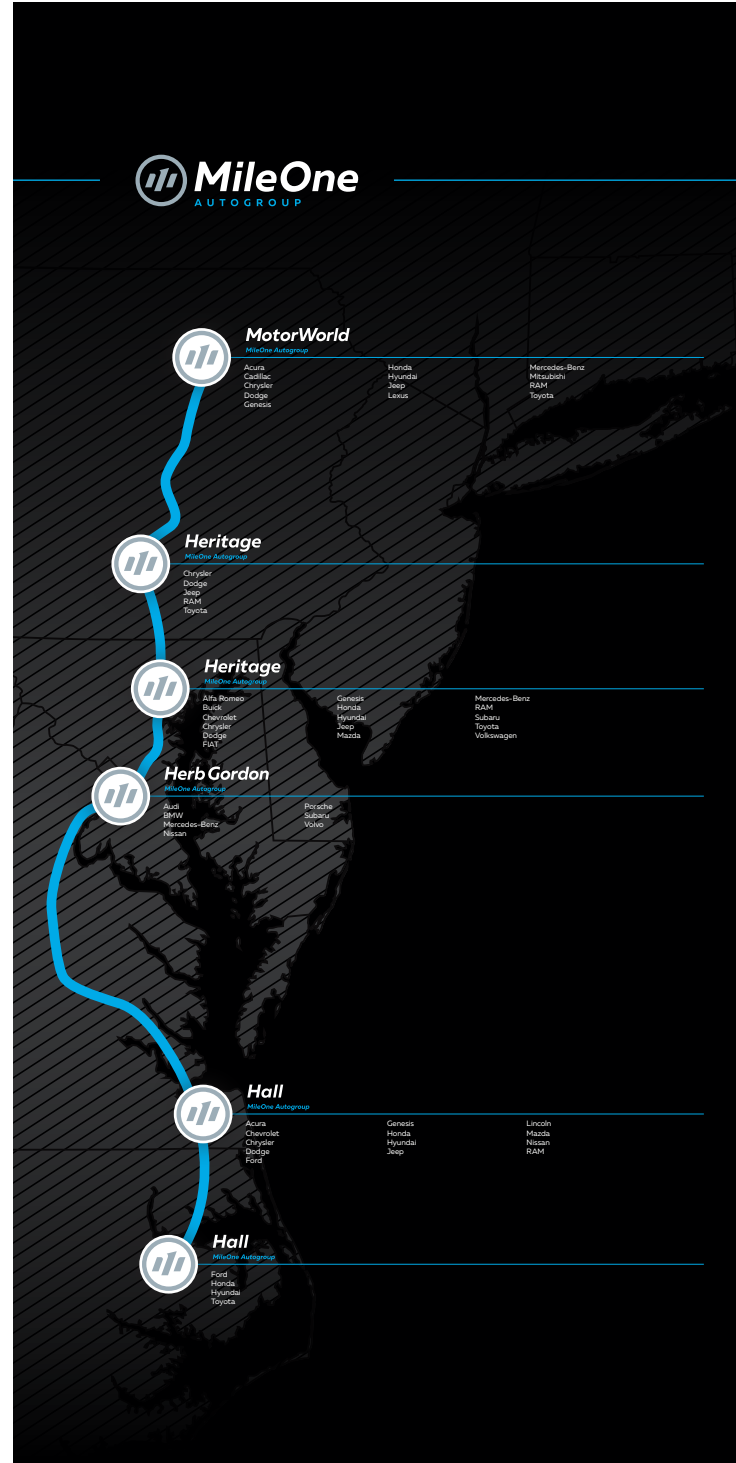 MileOne
AUTOGROUP
MotorWorld
MileOne Autogroup
Acura
Cadillac
Chrysler
Dodge
Genesis
Honda
Hyundai
Jeep
Lexus
Mercedes-Benz
Mitsubishi
RAM
Toyota
Heritage
MileOne Autogroup
Chrysler
Dodge
Jeep
RAM
Toyota
Heritage
MileOne Autogroup
Alfa Romeo
Buick
Chevrolet
Chrysler
Dodge
FIAT
Genesis
Honda
Hyundai
Jeep
Mazda
Mercedes-Benz
RAM
Subaru
Toyota
Volkswagen
Herb Gordon
MileOne Autogroup
Audi
BMW
Mercedes-Benz
Nissan
Porsche
Subaru
Volvo
Hall
MileOne Autogroup
Acura
Chevrolet
Chrysler
Dodge
Ford
Genesis
Honda
Hyundai
Jeep
Lincoln
Mazda
Nissan
RAM
Hall
MileOne Autogroup
Ford
Honda
Hyundai
Toyota